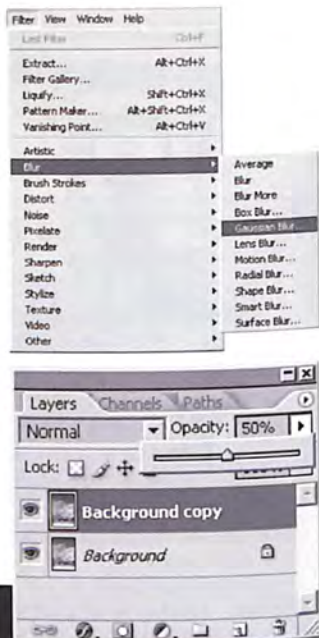 Filter View Window Help
Last Filter Ctrl+F
Extract... Alt+Ctrl+X
Filter Gallery...
Liquify... Shift+Ctrl+X
Pattern Maker... Alt+Shift+Ctrl+X
Vanishing Point... Alt+Ctrl+V
Artistic
Blur
Brush Strokes
Distort
Noise
Pixelate
Render
Sharpen
Sketch
Stylize
Texture
Video
Other
Average
Blur
Blur More
Box Blur...
Gaussian Blur...
Lens Blur...
Motion Blur...
Radial Blur...
Shape Blur...
Smart Blur...
Surface Blur...
Layers Channels Paths
Normal Opacity: 50%
Lock:
Background copy
Background